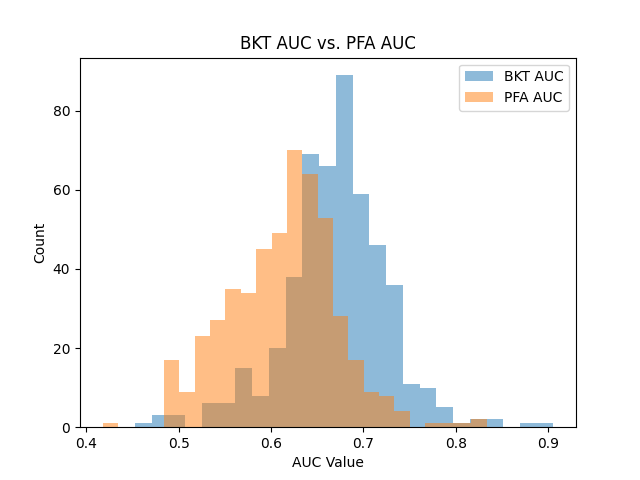 BKT AUC vs. PFA AUC
BKT AUC
PFA AUC
80
60
40
20
0
Count
0.4 0.5 0.6 0.7 0.8 0.9
AUC Value